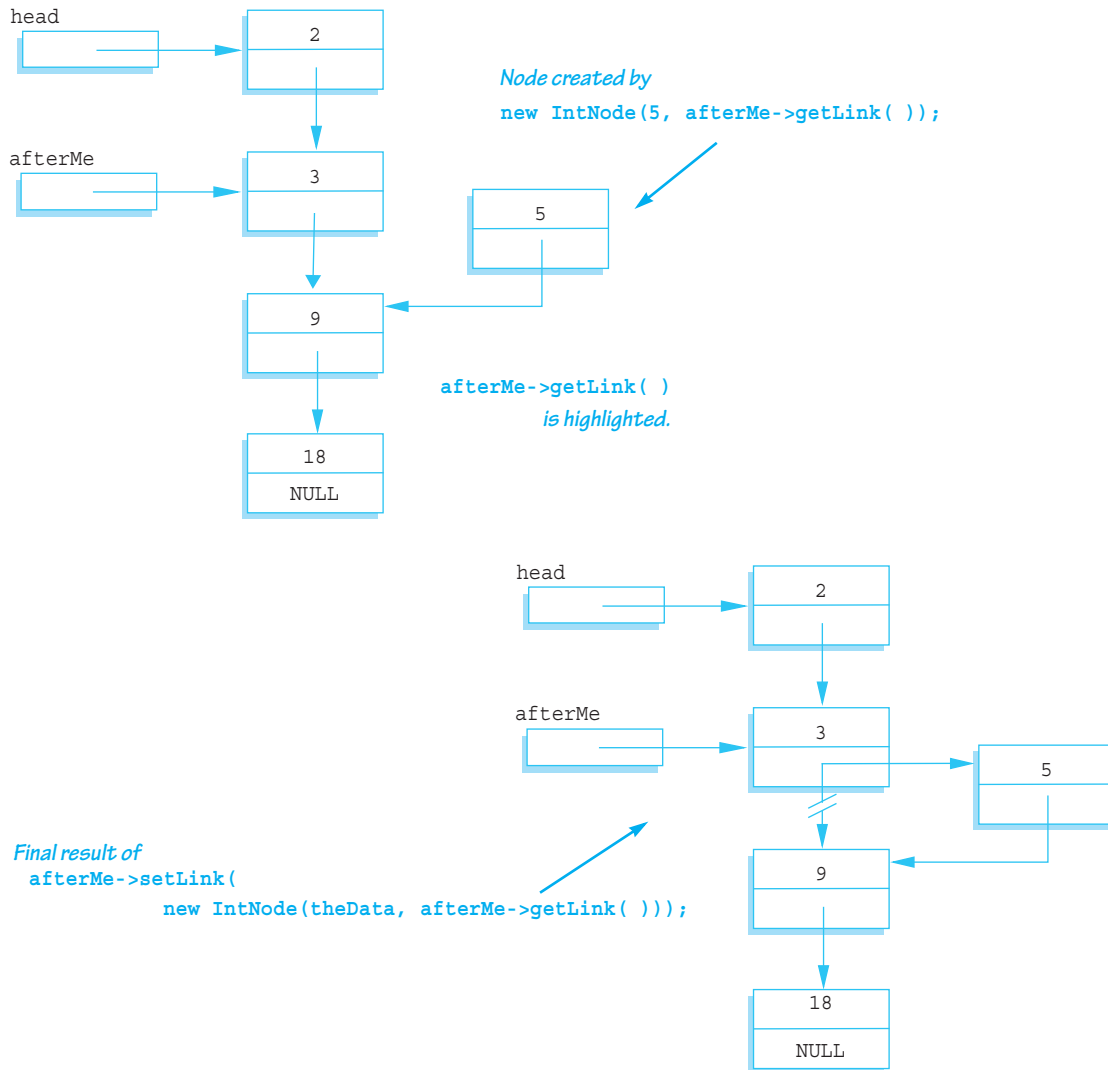 head
2
Node created by
new IntNode(5, afterMe->getLink( ));
afterMe
3
5
9
afterMe->getLink( )
is highlighted.
18
NULL
head
2
afterMe
3
5
Final result of
afterMe->setLink(
new IntNode(theData, afterMe->getLink( )));
9
18
NULL